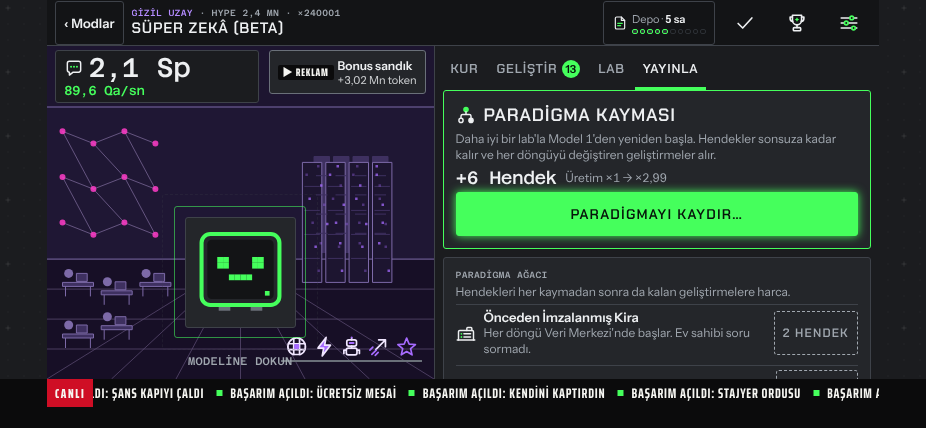 ‹ Modlar
GİZİL UZAY · HYPE 2,4 MN · ×240001
SÜPER ZEKÂ (BETA)
Depo · 5 sa
2,1 Sp
89,6 Qa/sn
REKLAM
Bonus sandık
+3,02 Mn token
KUR GELİŞTİR 13 LAB YAYINLA
PARADİGMA KAYMASI
Daha iyi bir lab'la Model 1'den yeniden başla. Hendekler sonsuza kadar
kalır ve her döngüyü değiştiren geliştirmeler alır.
+6 Hendek Üretim ×1 → ×2,99
PARADİGMAYI KAYDIR...
PARADİGMA AĞACI
Hendekleri her kaymadan sonra da kalan geliştirmelere harca.
Önceden İmzalanmış Kira
Her döngü Veri Merkezi'nde başlar. Ev sahibi soru
sormadı.
2 HENDEK
MODELİNE DOKUN
CANLI
DI: ŞANS KAPIYI ÇALDI ■ BAŞARIM AÇILDI: ÜCRETSİZ MESAİ ■ BAŞARIM AÇILDI: KENDİNİ KAPTIRDIN ■ BAŞARIM AÇILDI: STAJYER ORDUSU ■ BAŞARIM